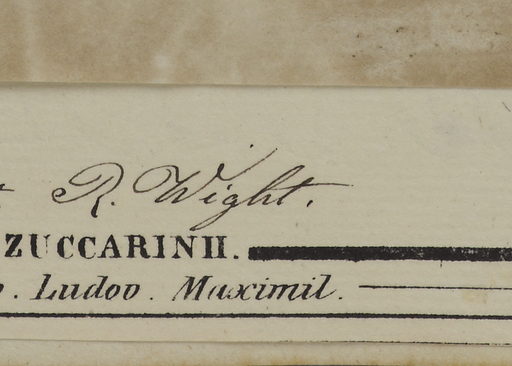 R. Wight.
ZUCCARINII.
. Ludov. Maximil.